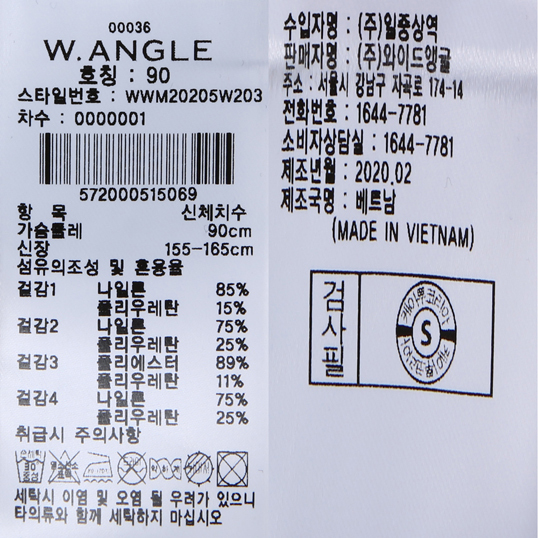 00036
W.ANGLE
호칭 : 90
스타일번호 : WWM20205W203
차수 : 0000001
572000515069
항 목 신체치수
가슴둘레 90cm
신장 155-165cm
섬유의조성 및 혼용율
겉감1 나일론 85%
폴리우레탄 15%
겉감2 나일론 75%
폴리우레탄 25%
겉감3 폴리에스터 89%
폴리우레탄 11%
겉감4 나일론 75%
폴리우레탄 25%
취급시 주의사항
세탁시 이염 및 오염 될 우려가 있으니
타의류와 함께 세탁하지 마십시오
수입자명 : (주)일중상역
판매자명 : (주)와이드앵글
주소 : 서울시 강남구 자곡로 174-14
전화번호 : 1644-7781
소비자상담실 : 1644-7781
제조년월 : 2020.02
제조국명 : 베트남
(MADE IN VIETNAM)
검사필
S